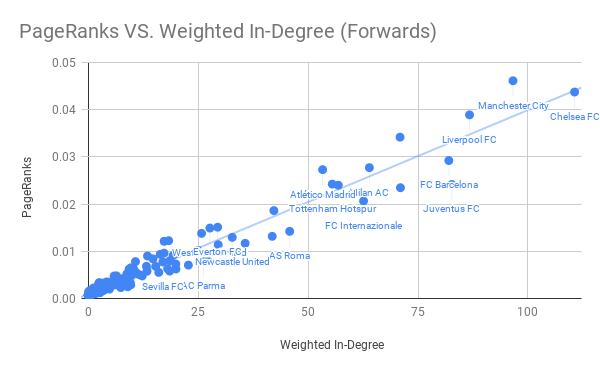 PageRanks VS. Weighted In-Degree (Forwards)
0.05
0.04
0.03
0.02
0.01
0.00
PageRanks
Manchester City
Chelsea FC
Liverpool FC
FC Barcelona
Atlético Madrid
Milan AC
Tottenham Hotspur
Juventus FC
FC Internazionale
Everton FC
AS Roma
Newcastle United
Sevilla FC
AC Parma
0
25
50
75
100
Weighted In-Degree